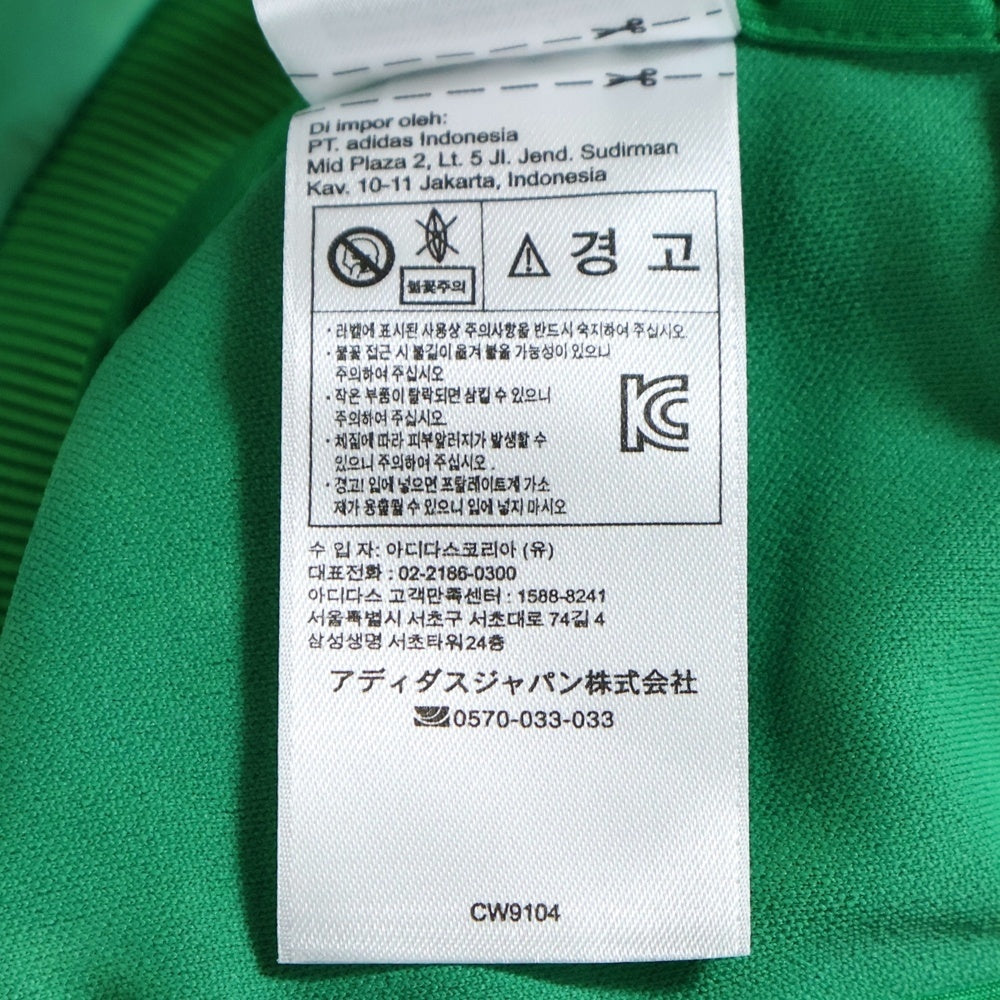 Di impor oleh:
PT. adidas Indonesia
Mid Plaza 2, Lt. 5 Jl. Jend. Sudirman
Kav. 10-11 Jakarta, Indonesia
불꽃주의
경 고
· 라벨에 표시된 사용상 주의사항을 반드시 숙지하여 주십시오.
· 불꽃 접근 시 불길이 옮겨 붙을 가능성이 있으니
주의하여 주십시오
· 작은 부품이 탈락되면 삼킬 수 있으니
주의하여 주십시오.
· 체질에 따라 피부알러지가 발생할 수
있으니 주의하여 주십시오 .
· 경고! 입에 넣으면 프탈레이트계 가소
제가 용출될 수 있으니 입에 넣지 마시오
KC
수 입 자: 아디다스코리아 (유)
대표전화 : 02-2186-0300
아디다스 고객만족센터 : 1588-8241
서울특별시 서초구 서초대로 74길 4
삼성생명 서초타워24층
アディダスジャパン株式会社
0570-033-033
CW9104